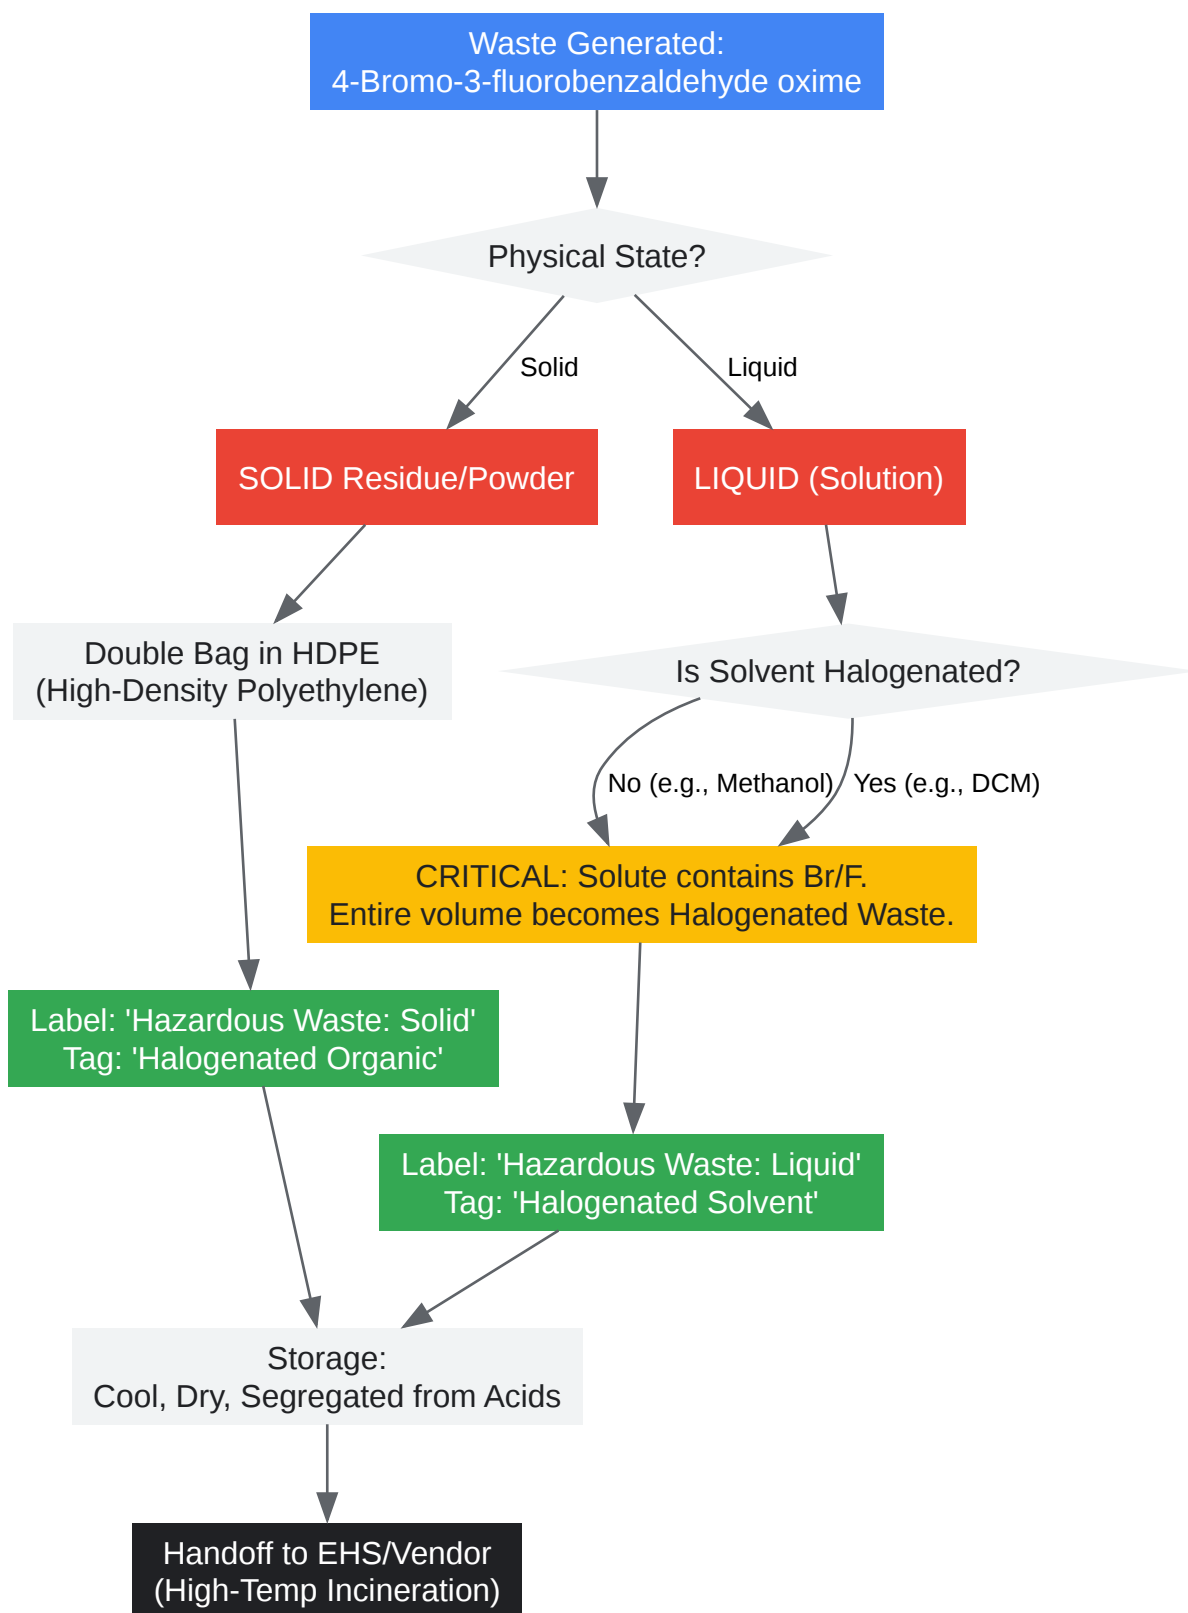 Waste Generated:
4-Bromo-3-fluorobenzaldehyde oxime
Physical State?
Solid
Liquid
SOLID Residue/Powder
LIQUID (Solution)
Double Bag in HDPE
(High-Density Polyethylene)
Is Solvent Halogenated?
No (e.g., Methanol)
Yes (e.g., DCM)
CRITICAL: Solute contains Br/F.
Entire volume becomes Halogenated Waste.
Label: 'Hazardous Waste: Solid'
Tag: 'Halogenated Organic'
Label: 'Hazardous Waste: Liquid'
Tag: 'Halogenated Solvent'
Storage:
Cool, Dry, Segregated from Acids
Handoff to EHS/Vendor
(High-Temp Incineration)